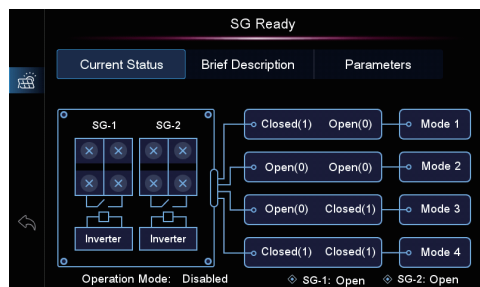 SG Ready
Current Status Brief Description Parameters
SG-1 SG-2
Inverter Inverter
Closed(1) Open(0) Mode 1
Open(0) Open(0) Mode 2
Open(0) Closed(1) Mode 3
Closed(1) Closed(1) Mode 4
Operation Mode: Disabled SG-1: Open SG-2: Open